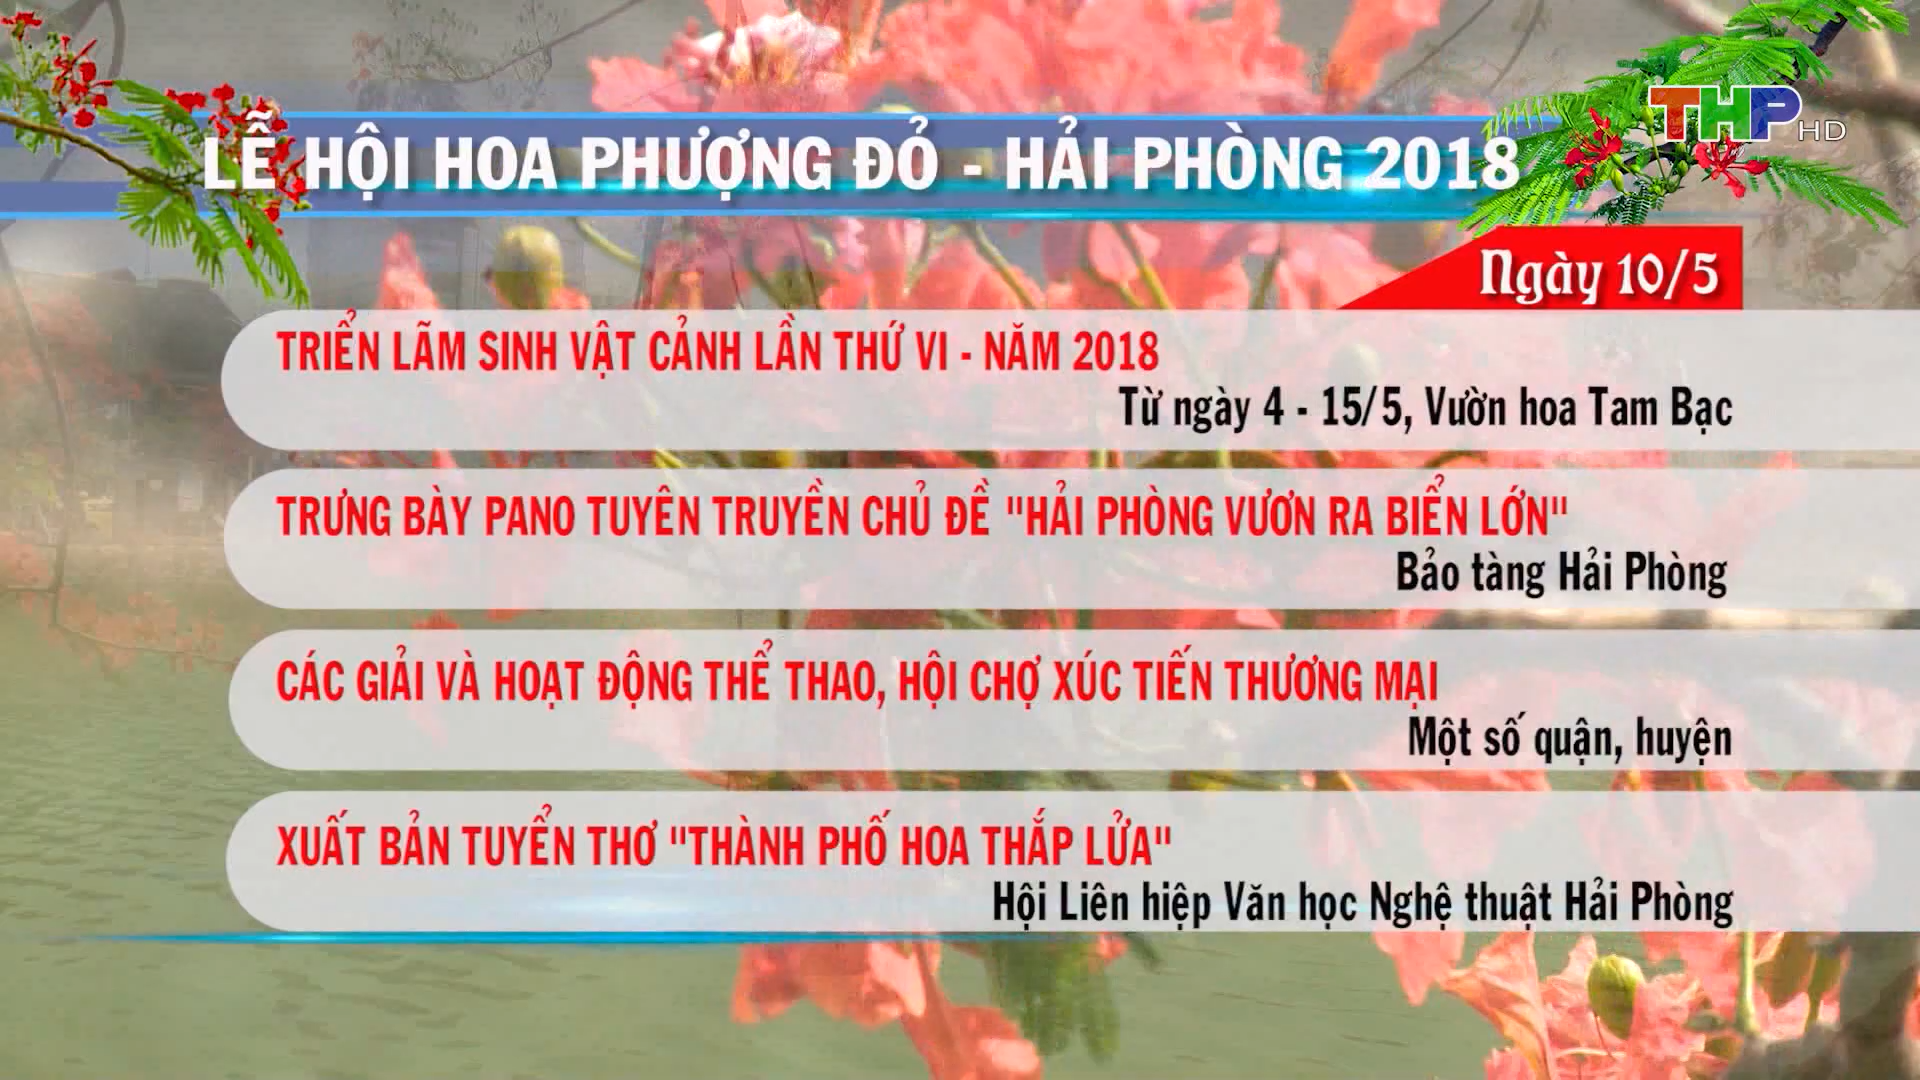 THP HD
LỄ HỘI HOA PHƯỢNG ĐỎ - HẢI PHÒNG 2018
Ngày 10/5
TRIỂN LÃM SINH VẬT CẢNH LẦN THỨ VI - NĂM 2018
Từ ngày 4 - 15/5, Vườn hoa Tam Bạc
TRƯNG BÀY PANO TUYÊN TRUYỀN CHỦ ĐỀ "HẢI PHÒNG VƯƠN RA BIỂN LỚN"
Bảo tàng Hải Phòng
CÁC GIẢI VÀ HOẠT ĐỘNG THỂ THAO, HỘI CHỢ XÚC TIẾN THƯƠNG MẠI
Một số quận, huyện
XUẤT BẢN TUYỂN THƠ "THÀNH PHỐ HOA THẮP LỬA"
Hội Liên hiệp Văn học Nghệ thuật Hải Phòng